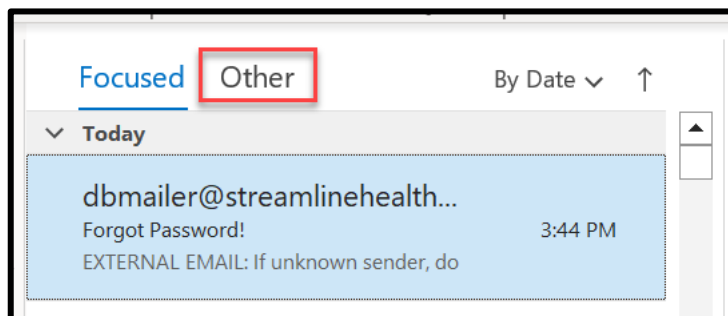 Focused Other By Date
Today
dbmailer@streamlinehealth...
Forgot Password! 3:44 PM
EXTERNAL EMAIL: If unknown sender, do